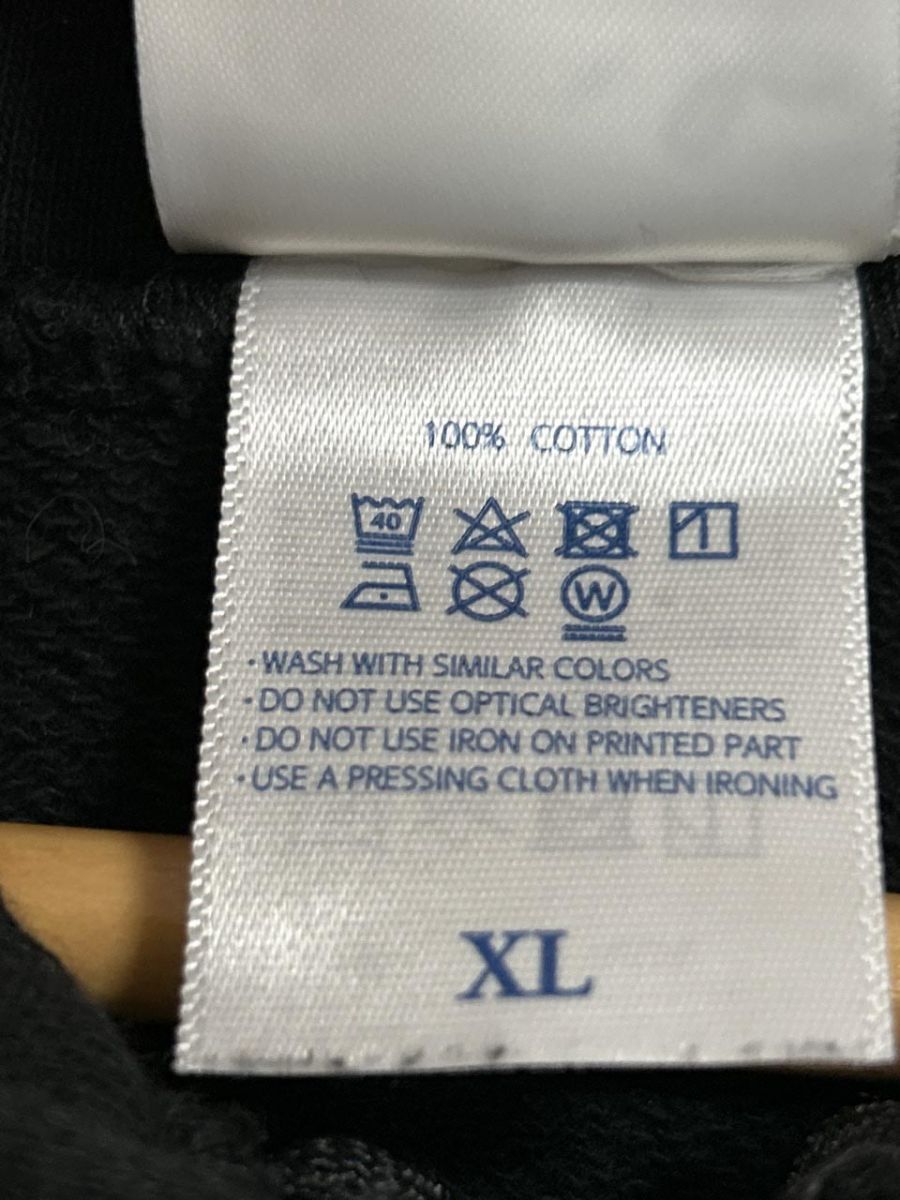 100% COTTON
40
W
·WASH WITH SIMILAR COLORS
·DO NOT USE OPTICAL BRIGHTENERS
·DO NOT USE IRON ON PRINTED PART
·USE A PRESSING CLOTH WHEN IRONING
XL